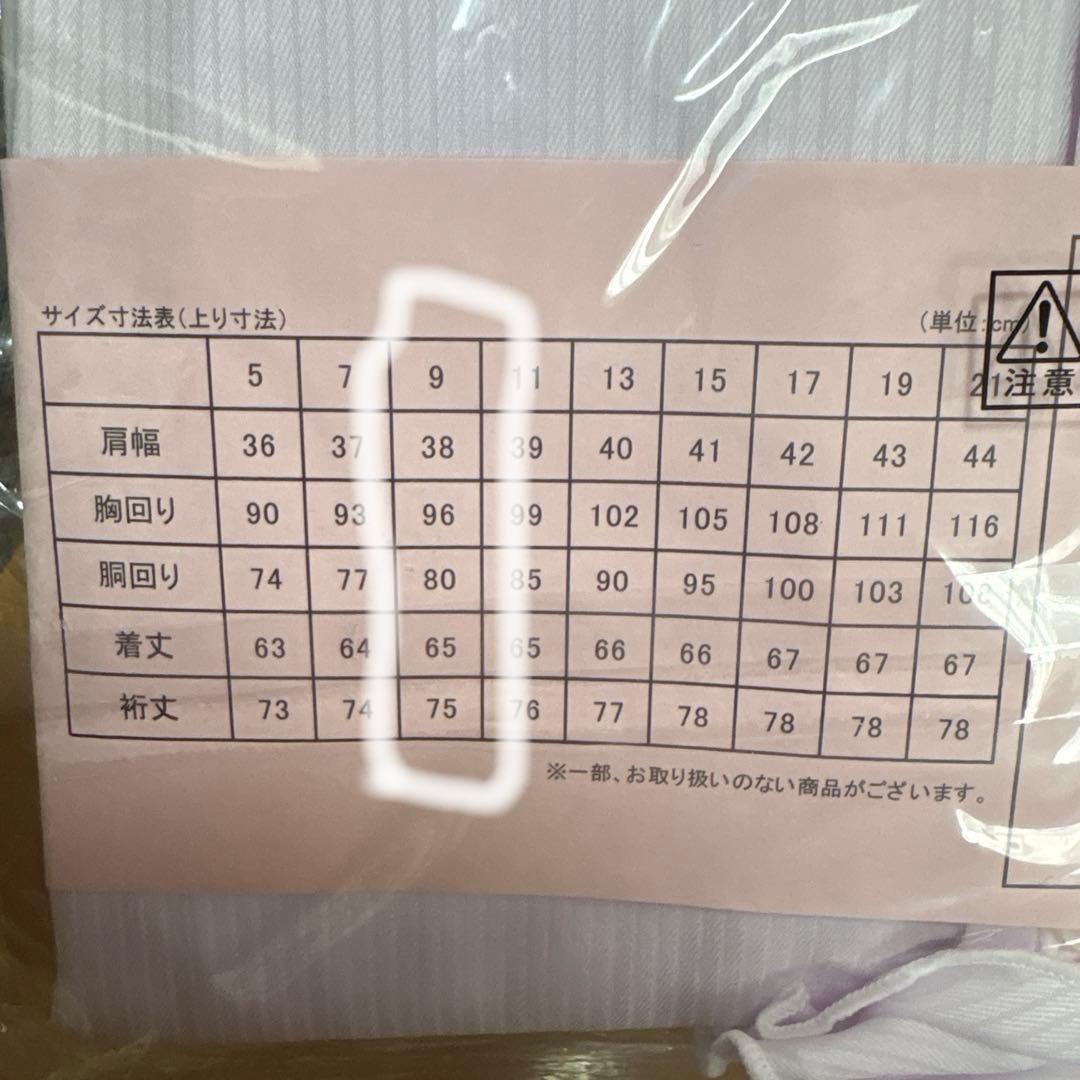 サイズ寸法表(上り寸法)
(単位:cm)
5 7 9 11 13 15 17 19 21
肩幅 36 37 38 39 40 41 42 43 44
胸回り 90 93 96 99 102 105 108 111 116
胴回り 74 77 80 85 90 95 100 103 108
着丈 63 64 65 65 66 66 67 67 67
裄丈 73 74 75 76 77 78 78 78 78
※一部、お取り扱いのない商品がございます。
注意